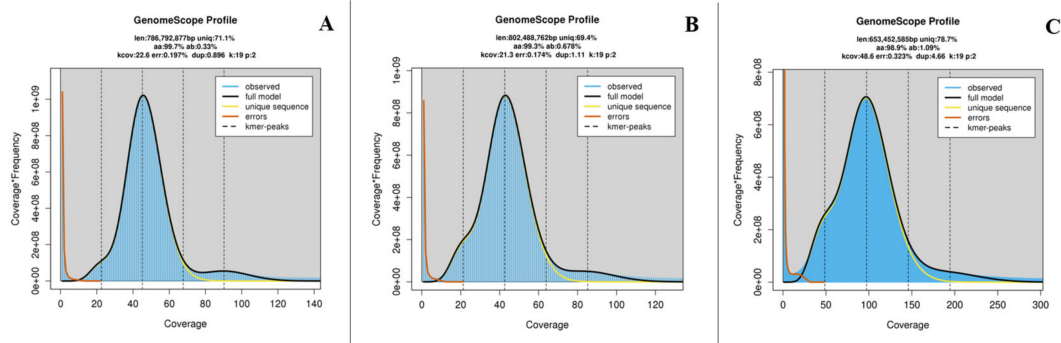 GenomeScope Profile
A
len:786,792,877bp uniq:71.1%
aa:99.7% ab:0.33%
kcov:22.6 err:0.197% dup:0.896 k:19 p:2
observed
full model
unique sequence
errors
kmer-peaks
Coverage*Frequency
0e+00
2e+08
4e+08
6e+08
8e+08
1e+09
0
20
40
60
80
100
120
140
Coverage
GenomeScope Profile
B
len:802,488,762bp uniq:69.4%
aa:99.3% ab:0.678%
kcov:21.3 err:0.174% dup:1.11 k:19 p:2
observed
full model
unique sequence
errors
kmer-peaks
Coverage*Frequency
0e+00
2e+08
4e+08
6e+08
8e+08
1e+09
0
20
40
60
80
100
120
Coverage
GenomeScope Profile
C
len:653,452,585bp uniq:78.7%
aa:98.9% ab:1.09%
kcov:48.6 err:0.323% dup:4.66 k:19 p:2
observed
full model
unique sequence
errors
kmer-peaks
Coverage*Frequency
0e+00
2e+08
4e+08
6e+08
8e+08
0
50
100
150
200
250
300
Coverage